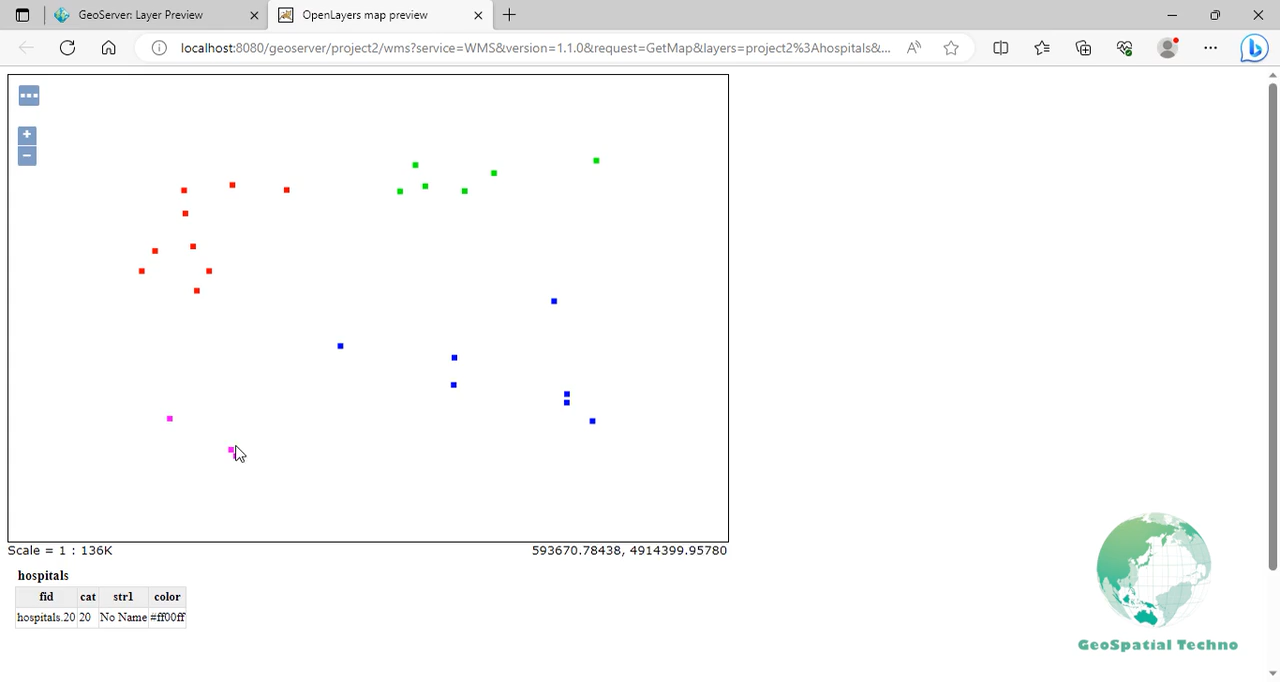 GeoServer: Layer Preview
OpenLayers map preview
localhost:8080/geoserver/project2/wms?service=WMS&version=1.1.0&request=GetMap&layers=project2%3Ahospitals&...
+
−
Scale = 1 : 136K
593670.78438, 4914399.95780
hospitals
fid cat str1 color
hospitals.20 20 No Name #ff00ff
GeoSpatial Techno